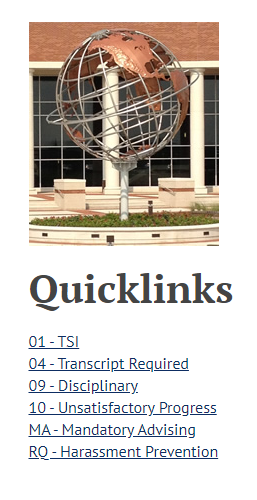 Quicklinks
01 - TSI
04 - Transcript Required
09 - Disciplinary
10 - Unsatisfactory Progress
MA - Mandatory Advising
RQ - Harassment Prevention